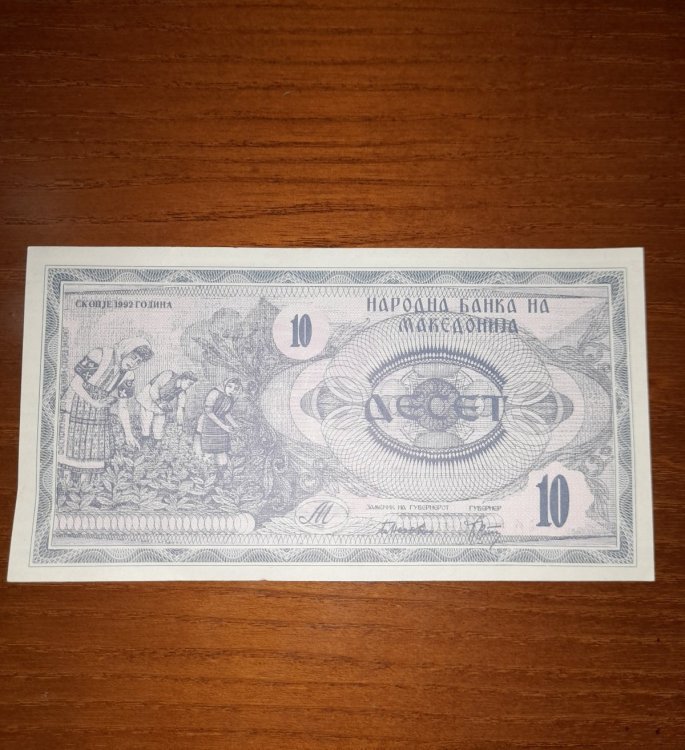 СКОПЈЕ 1992 ГОДИНА
НАРОДНА БАНКА НА
МАКЕДОНИЈА
10
ДЕСЕТ
ЗАМЕНИК НА ГУВЕРНЕРОТ ГУВЕРНЕР
М
10